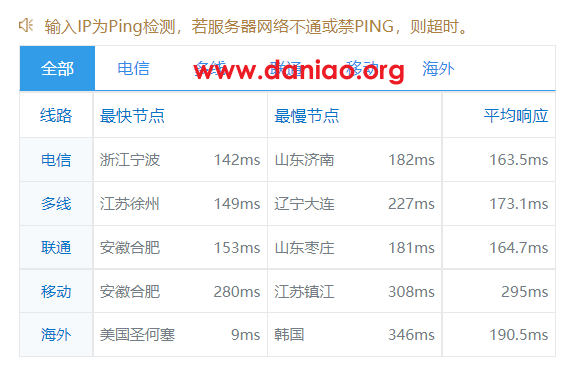 输入IP为Ping检测，若服务器网络不通或禁PING，则超时。
全部 电信 多线 联通 移动 海外
www.daniao.org
线路 最快节点 最慢节点 平均响应
电信 浙江宁波 142ms 山东济南 182ms 163.5ms
多线 江苏徐州 149ms 辽宁大连 227ms 173.1ms
联通 安徽合肥 153ms 山东枣庄 181ms 164.7ms
移动 安徽合肥 280ms 江苏镇江 308ms 295ms
海外 美国圣何塞 9ms 韩国 346ms 190.5ms